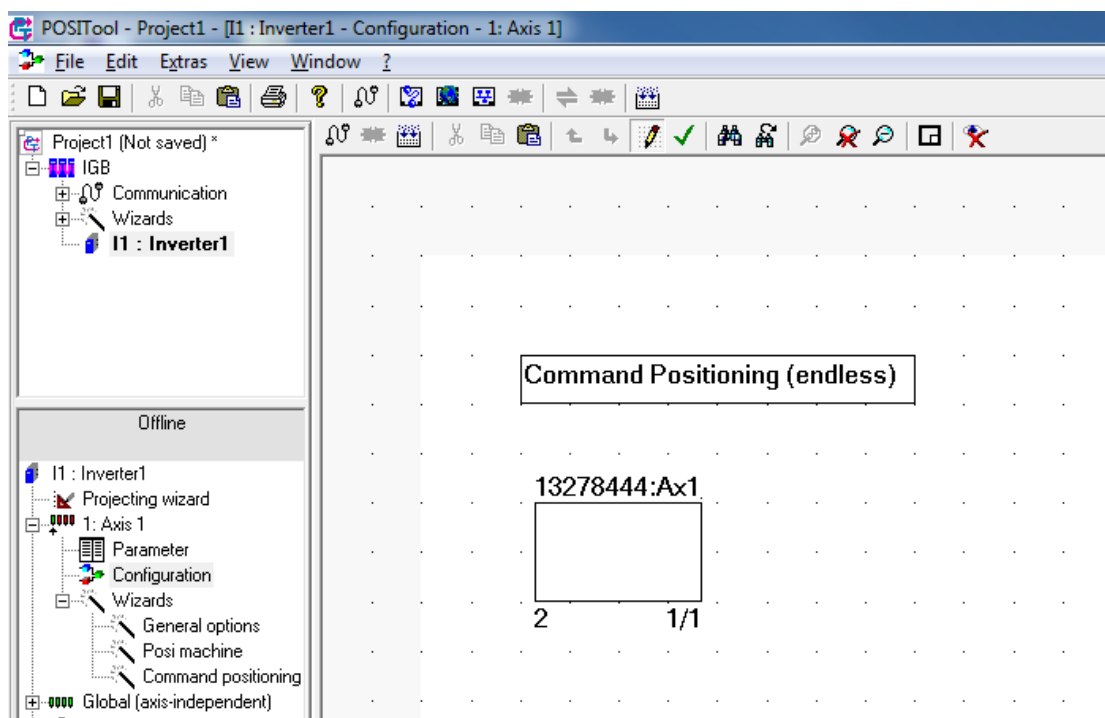 POSITool - Project1 - [I1 : Inverter1 - Configuration - 1: Axis 1]
File Edit Extras View Window ?
Project1 (Not saved) *
IGB
Communication
Wizards
I1 : Inverter1
Offline
I1 : Inverter1
Projecting wizard
1: Axis 1
Parameter
Configuration
Wizards
General options
Posi machine
Command positioning
Global (axis-independent)
Command Positioning (endless)
13278444:Ax1
2 1/1